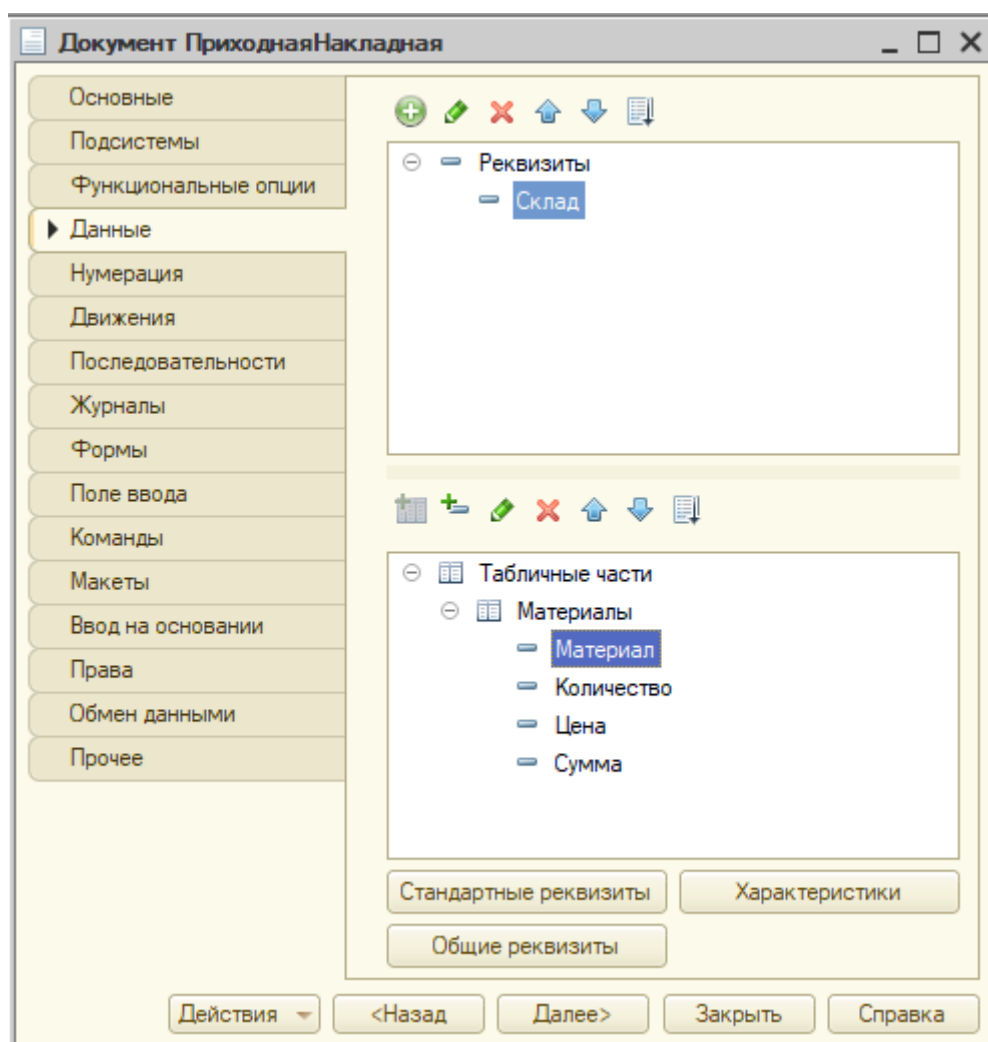 Документ ПриходнаяНакладная
Основные
Подсистемы
Функциональные опции
Данные
Нумерация
Движения
Последовательности
Журналы
Формы
Поле ввода
Команды
Макеты
Ввод на основании
Права
Обмен данными
Прочее
Реквизиты
Склад
Табличные части
Материалы
Материал
Количество
Цена
Сумма
Стандартные реквизиты
Характеристики
Общие реквизиты
Действия
<Назад
Далее>
Закрыть
Справка